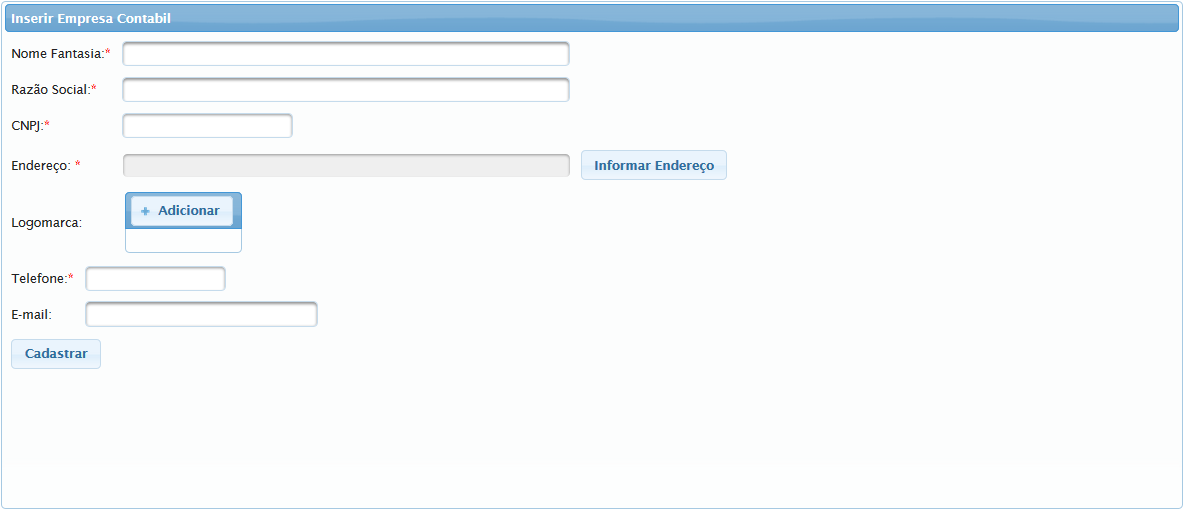 Inserir Empresa Contabil
Nome Fantasia:*
Razão Social:*
CNPJ:*
Endereço: * Informar Endereço
Logomarca: + Adicionar
Telefone:*
E-mail:
Cadastrar